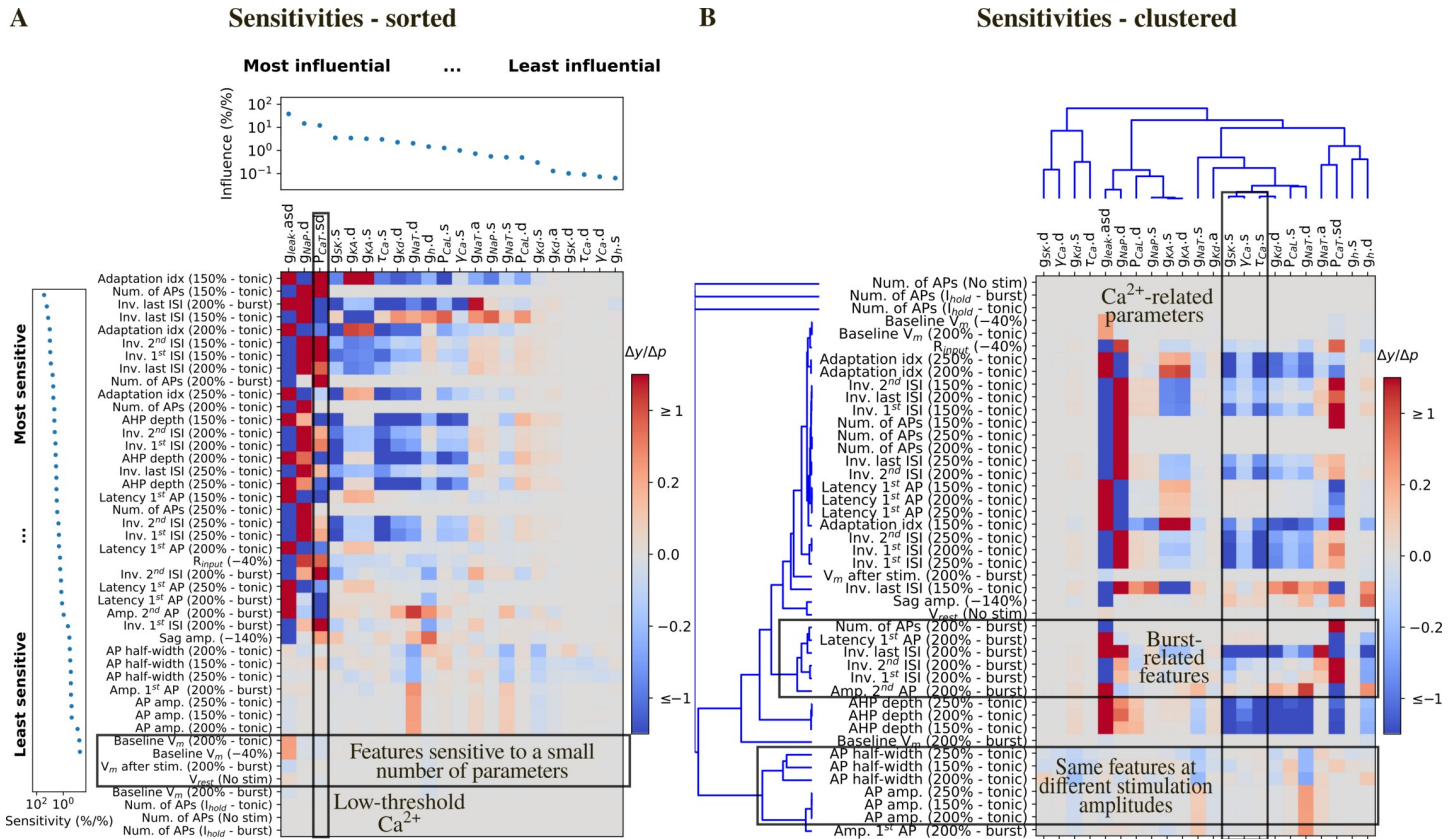 A
Sensitivities - sorted
Most influential ... Least influential
Influence (%/%)
10²
10¹
10⁰
10⁻¹
g_leak.asd
g_NaP.d
P_CaT.sd
g_SK.s
g_KA.d
g_KA.s
τ_Ca.s
g_Kd.d
g_NaT.d
g_h.d
P_CaL.s
γ_Ca.s
g_NaT.a
g_NaP.s
g_NaT.s
P_CaL.d
g_Kd.s
g_Kd.a
g_SK.d
τ_Ca.d
γ_Ca.d
g_h.s
Most sensitive
...
Least sensitive
10² 10⁰
Sensitivity (%/%)
Adaptation idx (150% - tonic)
Num. of APs (150% - tonic)
Inv. last ISI (200% - burst)
Inv. last ISI (150% - tonic)
Adaptation idx (200% - tonic)
Inv. 2nd ISI (150% - tonic)
Inv. 1st ISI (150% - tonic)
Inv. last ISI (200% - tonic)
Num. of APs (200% - burst)
Adaptation idx (250% - tonic)
Num. of APs (200% - tonic)
AHP depth (150% - tonic)
Inv. 2nd ISI (200% - tonic)
Inv. 1st ISI (200% - tonic)
AHP depth (200% - tonic)
Inv. last ISI (250% - tonic)
AHP depth (250% - tonic)
Latency 1st AP (150% - tonic)
Num. of APs (250% - tonic)
Inv. 2nd ISI (250% - tonic)
Inv. 1st ISI (250% - tonic)
Latency 1st AP (200% - tonic)
R_input (−40%)
Inv. 2nd ISI (200% - burst)
Latency 1st AP (250% - tonic)
Latency 1st AP (200% - burst)
Amp. 2nd AP (200% - burst)
Inv. 1st ISI (200% - burst)
Sag amp. (−140%)
AP half-width (200% - tonic)
AP half-width (150% - tonic)
AP half-width (250% - tonic)
Amp. 1st AP (200% - burst)
AP amp. (250% - tonic)
AP amp. (150% - tonic)
AP amp. (200% - tonic)
Baseline V_m (200% - tonic)
Baseline V_m (−40%)
V_m after stim. (200% - burst)
V_rest (No stim)
Baseline V_m (200% - burst)
Num. of APs (I_hold - tonic)
Num. of APs (No stim)
Num. of APs (I_hold - burst)
Features sensitive to a small
number of parameters
Low-threshold
Ca²⁺
Δy/Δp
≥ 1
0.2
0.0
−0.2
≤−1
B
Sensitivities - clustered
g_SK.d
γ_Ca.d
g_Kd.s
τ_Ca.d
g_leak.asd
g_NaP.d
P_CaL.d
g_NaP.s
g_KA.s
g_KA.d
g_NaT.s
g_Kd.a
g_SK.s
γ_Ca.s
τ_Ca.s
g_Kd.d
P_CaL.s
g_NaT.d
g_NaT.a
P_CaT.sd
g_h.s
g_h.d
Num. of APs (No stim)
Num. of APs (I_hold - burst)
Num. of APs (I_hold - tonic)
Baseline V_m (−40%)
Baseline V_m (200% - tonic)
R_input (−40%)
Adaptation idx (250% - tonic)
Adaptation idx (200% - tonic)
Inv. 2nd ISI (150% - tonic)
Inv. last ISI (200% - tonic)
Inv. 1st ISI (150% - tonic)
Num. of APs (150% - tonic)
Num. of APs (250% - tonic)
Num. of APs (200% - tonic)
Inv. last ISI (250% - tonic)
Inv. 2nd ISI (200% - tonic)
Latency 1st AP (150% - tonic)
Latency 1st AP (200% - tonic)
Latency 1st AP (250% - tonic)
Adaptation idx (150% - tonic)
Inv. 2nd ISI (250% - tonic)
Inv. 1st ISI (200% - tonic)
Inv. 1st ISI (250% - tonic)
V_m after stim. (200% - burst)
Inv. last ISI (150% - tonic)
Sag amp. (−140%)
V_rest (No stim)
Num. of APs (200% - burst)
Latency 1st AP (200% - burst)
Inv. last ISI (200% - burst)
Inv. 2nd ISI (200% - burst)
Inv. 1st ISI (200% - burst)
Amp. 2nd AP (200% - burst)
AHP depth (250% - tonic)
AHP depth (200% - tonic)
AHP depth (150% - tonic)
Baseline V_m (200% - burst)
AP half-width (250% - tonic)
AP half-width (150% - tonic)
AP half-width (200% - tonic)
AP amp. (250% - tonic)
AP amp. (150% - tonic)
AP amp. (200% - tonic)
Amp. 1st AP (200% - burst)
Ca²⁺-related
parameters
Burst-
related
features
Same features at
different stimulation
amplitudes
Δy/Δp
≥ 1
0.2
0.0
−0.2
≤−1